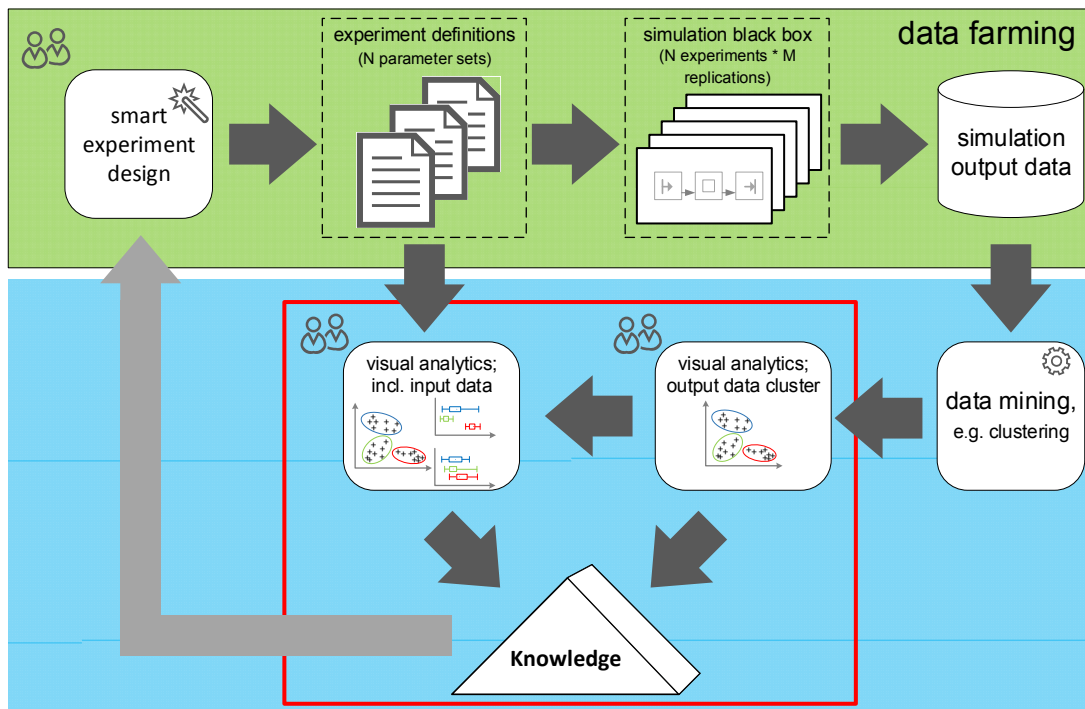 data farming
experiment definitions
(N parameter sets)
simulation black box
(N experiments * M
replications)
smart
experiment
design
simulation
output data
visual analytics;
incl. input data
visual analytics;
output data cluster
data mining,
e.g. clustering
Knowledge